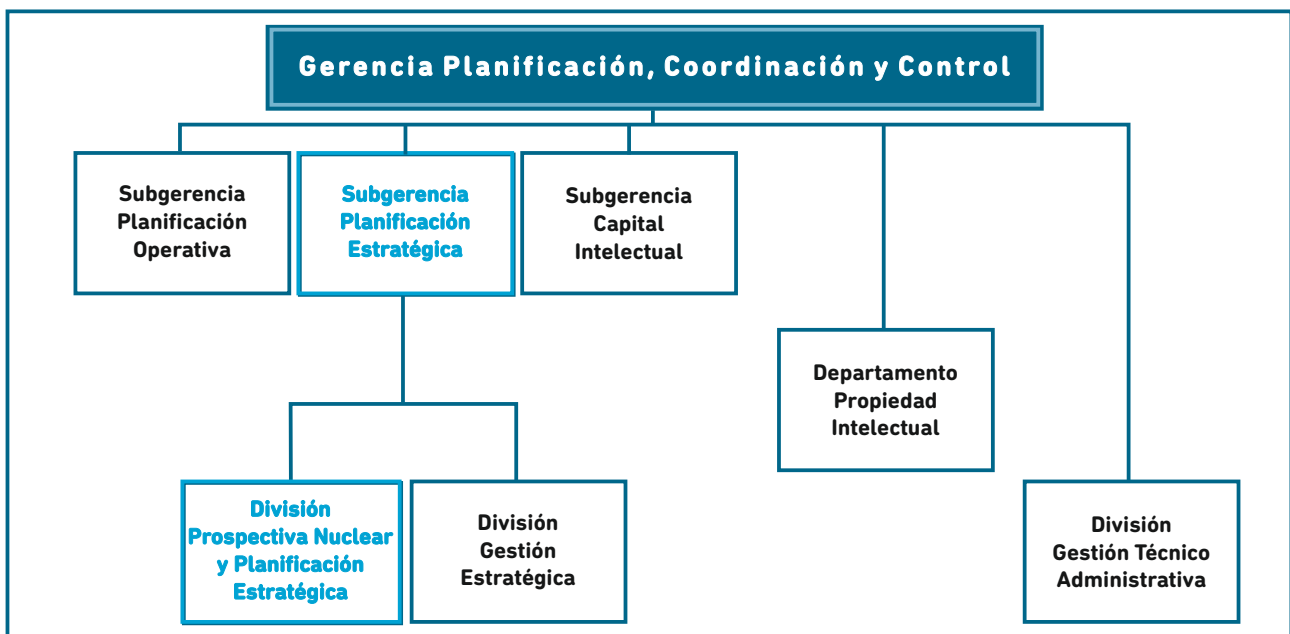 Gerencia Planificación, Coordinación y Control
Subgerencia
Planificación
Operativa
Subgerencia
Planificación
Estratégica
Subgerencia
Capital
Intelectual
Departamento
Propiedad
Intelectual
División
Prospectiva Nuclear
y Planificación
Estratégica
División
Gestión
Estratégica
División
Gestión Técnico
Administrativa